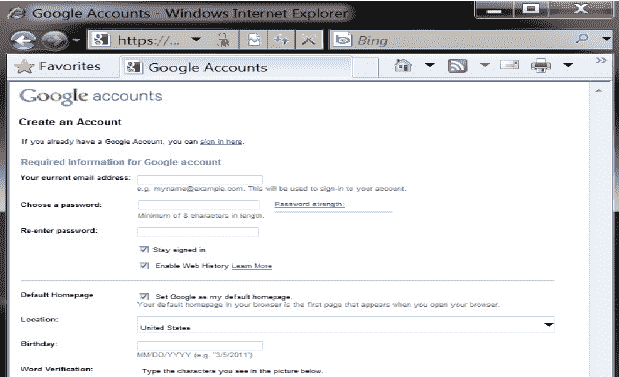 Google Accounts - Windows Internet Explorer
https://...
Bing
Favorites
Google Accounts
Google accounts
Create an Account
If you already have a Google Account, you can sign in here.
Required information for Google account
Your current email address:
e.g. myname@example.com. This will be used to sign-in to your account.
Choose a password:
Password strength:
Minimum of 8 characters in length.
Re-enter password:
Stay signed in
Enable Web History Learn More
Default Homepage
Set Google as my default homepage.
Your default homepage in your browser is the first page that appears when you open your browser.
Location:
United States
Birthday:
MM/DD/YYYY (e.g. "3/5/2011")
Word Verification:
Type the characters you see in the picture below.